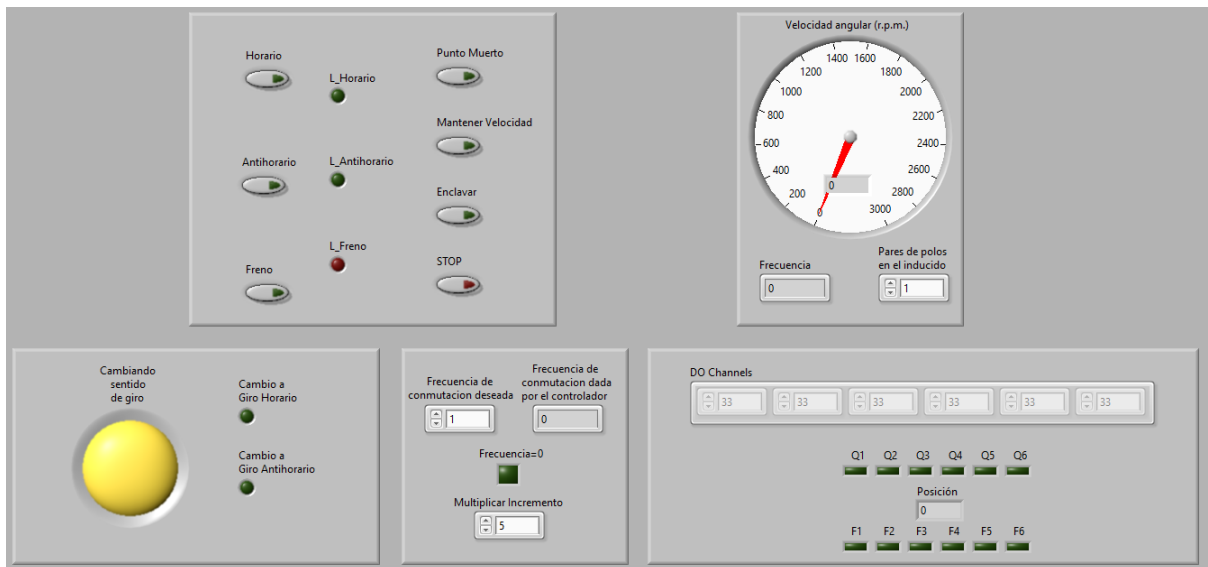 Horario
L_Horario
Punto Muerto
Mantener Velocidad
Antihorario
L_Antihorario
Enclavar
L_Freno
Freno
STOP
Velocidad angular (r.p.m.)
0
200
400
600
800
1000
1200
1400
1600
1800
2000
2200
2400
2600
2800
3000
0
Frecuencia
0
Pares de polos
en el inducido
1
Cambiando
sentido
de giro
Cambio a
Giro Horario
Cambio a
Giro Antihorario
Frecuencia de
conmutacion deseada
1
Frecuencia de
conmutacion dada
por el controlador
0
Frecuencia=0
Multiplicar Incremento
5
DO Channels
33 33 33 33 33 33
Q1 Q2 Q3 Q4 Q5 Q6
Posición
0
F1 F2 F3 F4 F5 F6